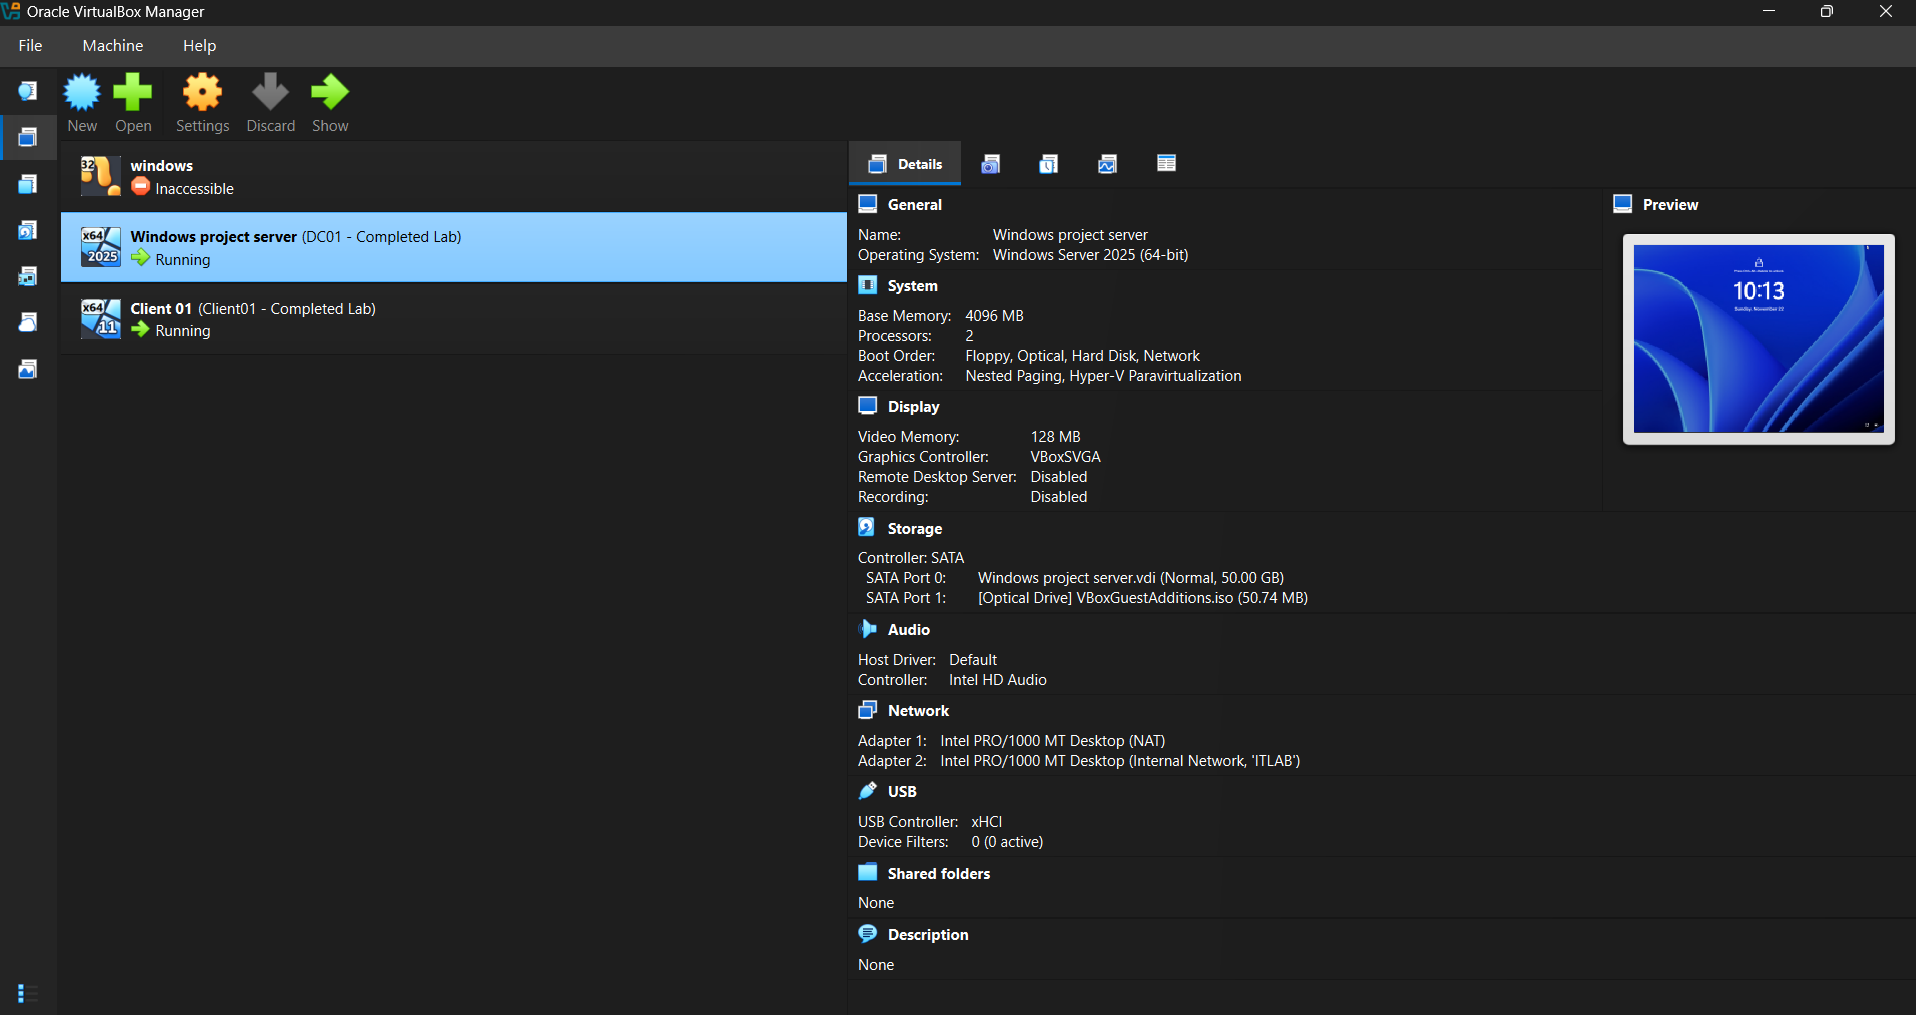 Oracle VirtualBox Manager
File Machine Help
New Open Settings Discard Show
32
windows
Inaccessible
x64
2025
Windows project server (DC01 - Completed Lab)
Running
x64
11
Client 01 (Client01 - Completed Lab)
Running
Details
General
Name: Windows project server
Operating System: Windows Server 2025 (64-bit)
System
Base Memory: 4096 MB
Processors: 2
Boot Order: Floppy, Optical, Hard Disk, Network
Acceleration: Nested Paging, Hyper-V Paravirtualization
Display
Video Memory: 128 MB
Graphics Controller: VBoxSVGA
Remote Desktop Server: Disabled
Recording: Disabled
Storage
Controller: SATA
SATA Port 0: Windows project server.vdi (Normal, 50.00 GB)
SATA Port 1: [Optical Drive] VBoxGuestAdditions.iso (50.74 MB)
Audio
Host Driver: Default
Controller: Intel HD Audio
Network
Adapter 1: Intel PRO/1000 MT Desktop (NAT)
Adapter 2: Intel PRO/1000 MT Desktop (Internal Network, 'ITLAB')
USB
USB Controller: xHCI
Device Filters: 0 (0 active)
Shared folders
None
Description
None
Preview
10:13
Sunday, November